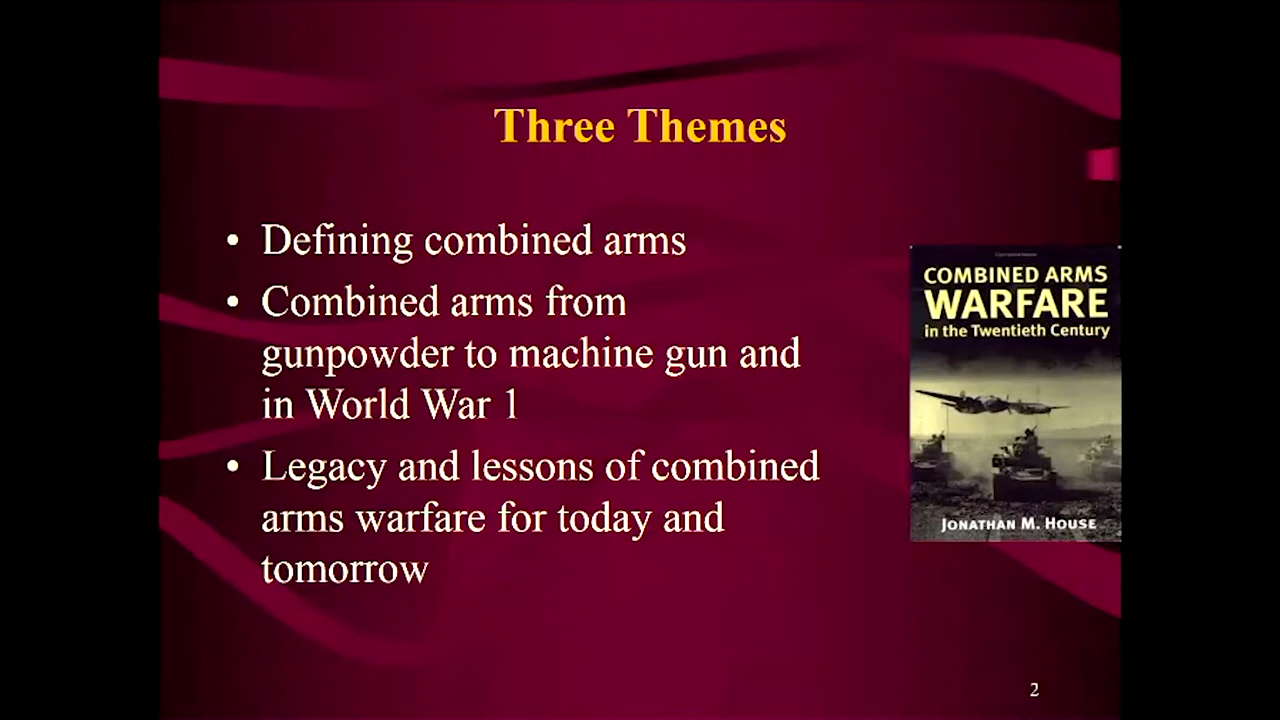 Three Themes
• Defining combined arms
• Combined arms from
gunpowder to machine gun and
in World War 1
• Legacy and lessons of combined
arms warfare for today and
tomorrow
COMBINED ARMS
WARFARE
in the Twentieth Century
JONATHAN M. HOUSE
2